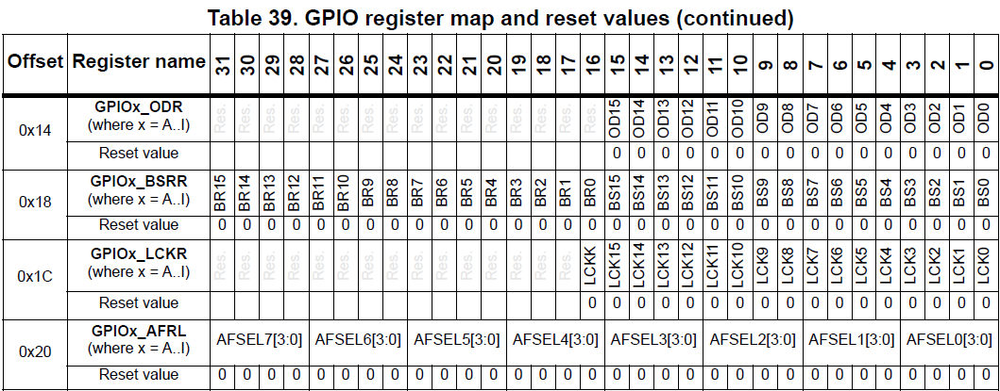 Table 39. GPIO register map and reset values (continued)
Offset Register name 31 30 29 28 27 26 25 24 23 22 21 20 19 18 17 16 15 14 13 12 11 10 9 8 7 6 5 4 3 2 1 0
0x14 GPIOx_ODR (where x = A..I) Res. Res. Res. Res. Res. Res. Res. Res. Res. Res. Res. Res. Res. Res. Res. Res. OD15 OD14 OD13 OD12 OD11 OD10 OD9 OD8 OD7 OD6 OD5 OD4 OD3 OD2 OD1 OD0
Reset value 0 0 0 0 0 0 0 0 0 0 0 0 0 0 0 0
0x18 GPIOx_BSRR (where x = A..I) BR15 BR14 BR13 BR12 BR11 BR10 BR9 BR8 BR7 BR6 BR5 BR4 BR3 BR2 BR1 BR0 BS15 BS14 BS13 BS12 BS11 BS10 BS9 BS8 BS7 BS6 BS5 BS4 BS3 BS2 BS1 BS0
Reset value 0 0 0 0 0 0 0 0 0 0 0 0 0 0 0 0 0 0 0 0 0 0 0 0 0 0 0 0 0 0 0 0
0x1C GPIOx_LCKR (where x = A..I) Res. Res. Res. Res. Res. Res. Res. Res. Res. Res. Res. Res. Res. Res. Res. LCKK LCK15 LCK14 LCK13 LCK12 LCK11 LCK10 LCK9 LCK8 LCK7 LCK6 LCK5 LCK4 LCK3 LCK2 LCK1 LCK0
Reset value 0 0 0 0 0 0 0 0 0 0 0 0 0 0 0 0 0
0x20 GPIOx_AFRL (where x = A..I) AFSEL7[3:0] AFSEL6[3:0] AFSEL5[3:0] AFSEL4[3:0] AFSEL3[3:0] AFSEL2[3:0] AFSEL1[3:0] AFSEL0[3:0]
Reset value 0 0 0 0 0 0 0 0 0 0 0 0 0 0 0 0 0 0 0 0 0 0 0 0 0 0 0 0 0 0 0 0